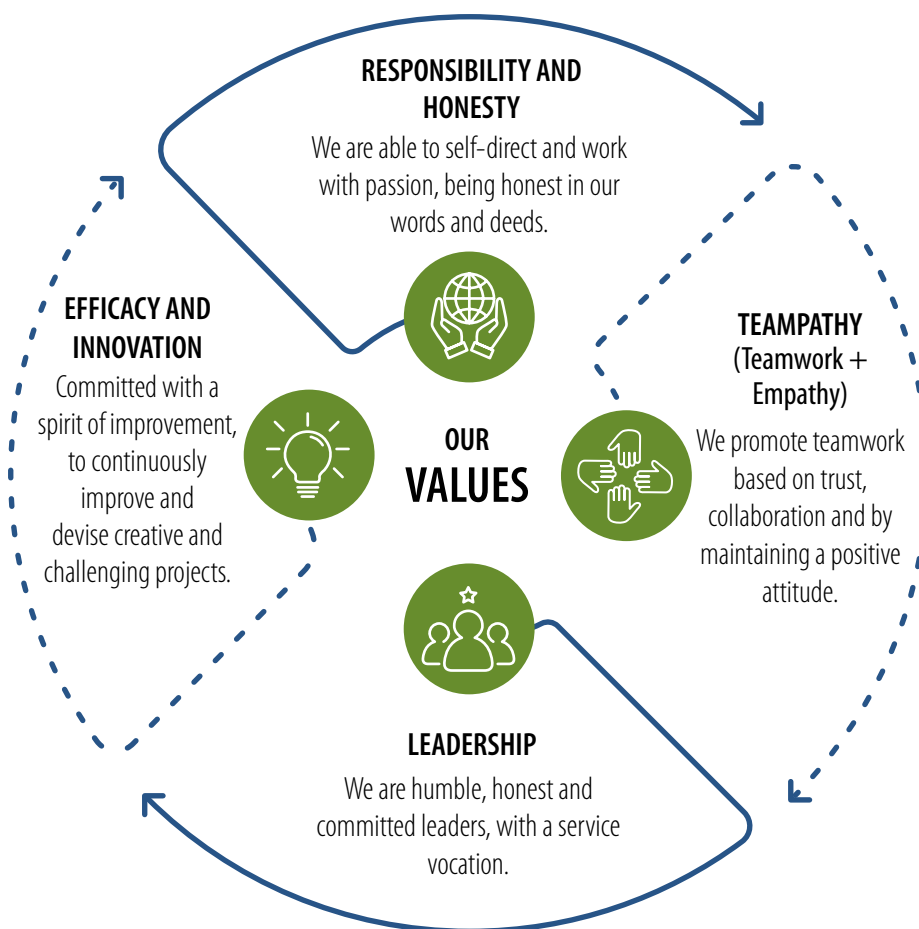 RESPONSIBILITY AND
HONESTY
We are able to self-direct and work
with passion, being honest in our
words and deeds.
EFFICACY AND
INNOVATION
Committed with a
spirit of improvement,
to continuously
improve and
devise creative and
challenging projects.
OUR
VALUES
TEAMPATHY
(Teamwork +
Empathy)
We promote teamwork
based on trust,
collaboration and by
maintaining a positive
attitude.
LEADERSHIP
We are humble, honest and
committed leaders, with a service
vocation.